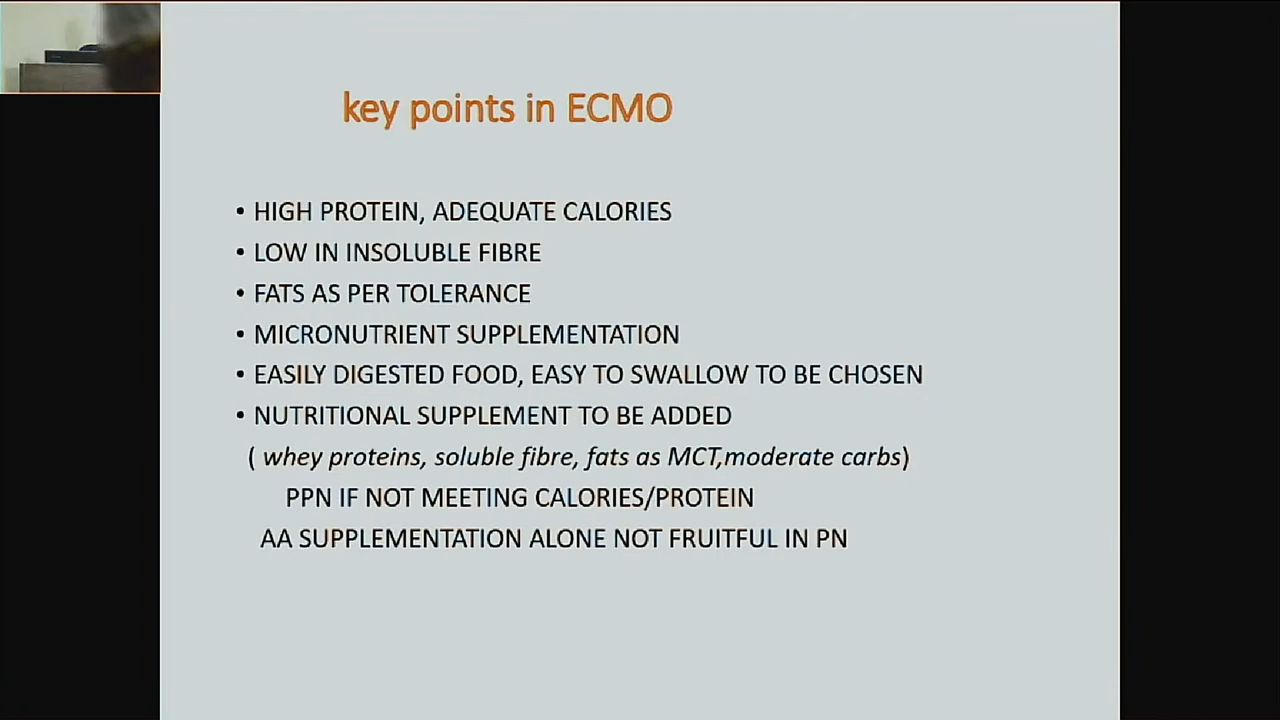 key points in ECMO
• HIGH PROTEIN, ADEQUATE CALORIES
• LOW IN INSOLUBLE FIBRE
• FATS AS PER TOLERANCE
• MICRONUTRIENT SUPPLEMENTATION
• EASILY DIGESTED FOOD, EASY TO SWALLOW TO BE CHOSEN
• NUTRITIONAL SUPPLEMENT TO BE ADDED
( whey proteins, soluble fibre, fats as MCT,moderate carbs)
PPN IF NOT MEETING CALORIES/PROTEIN
AA SUPPLEMENTATION ALONE NOT FRUITFUL IN PN